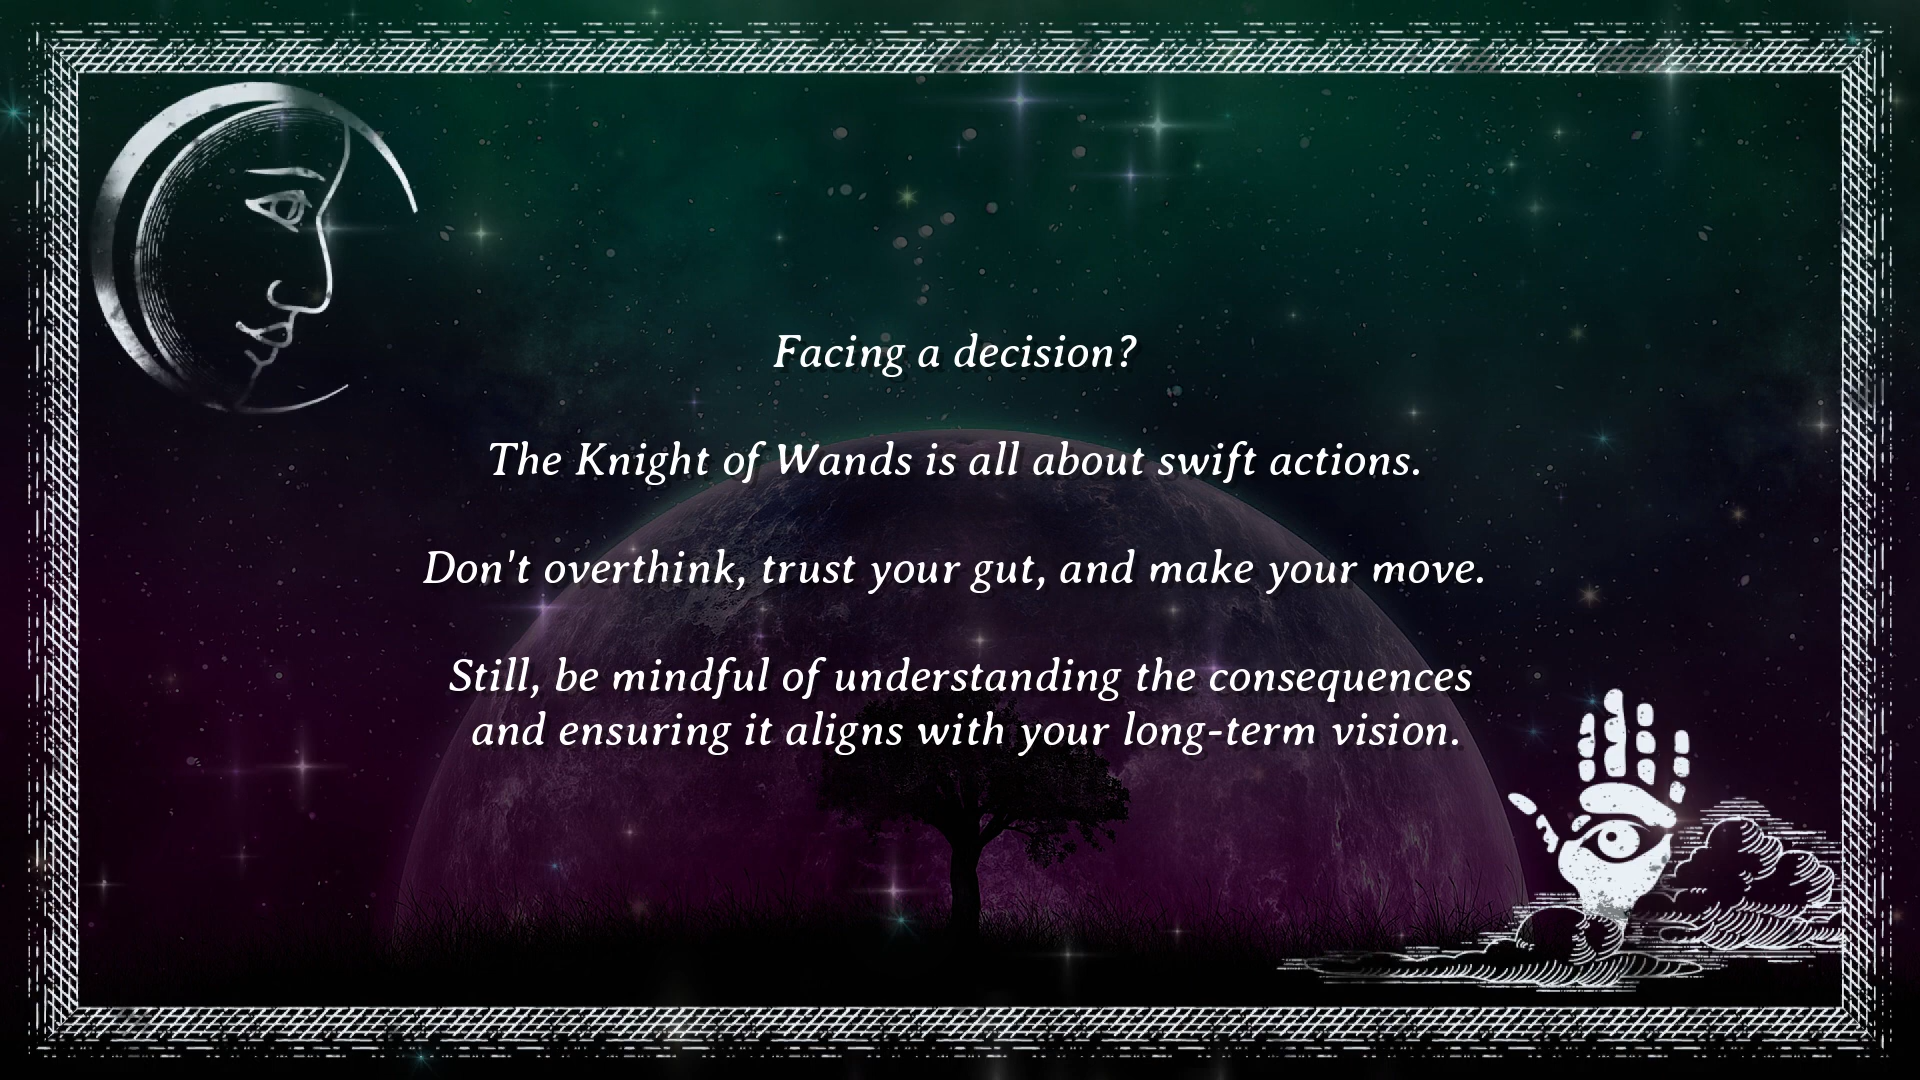 Facing a decision?
The Knight of Wands is all about swift actions.
Don't overthink, trust your gut, and make your move.
Still, be mindful of understanding the consequences
and ensuring it aligns with your long-term vision.